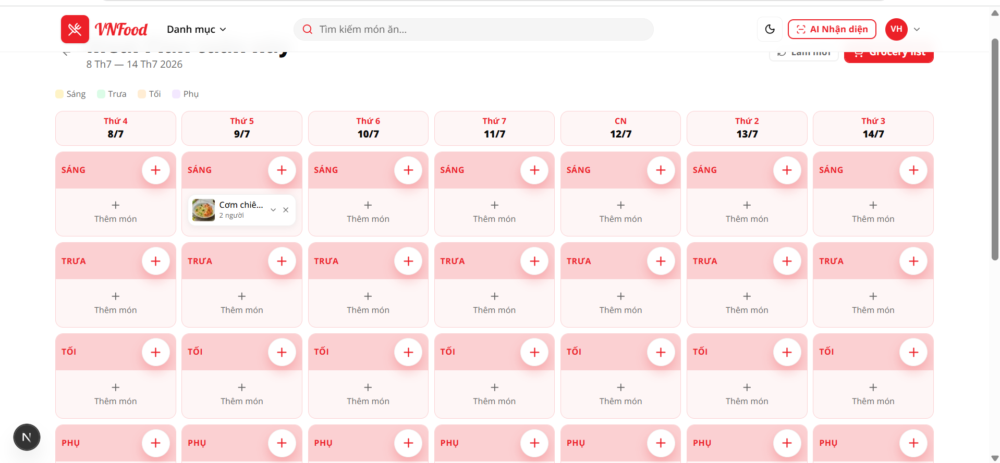 VNFood
Danh mục
Tìm kiếm món ăn...
AI Nhận diện
VH
Làm mới
Grocery list
8 Th7 — 14 Th7 2026
Sáng Trưa Tối Phụ
Thứ 4 Thứ 5 Thứ 6 Thứ 7 CN Thứ 2 Thứ 3
8/7 9/7 10/7 11/7 12/7 13/7 14/7
SÁNG SÁNG SÁNG SÁNG SÁNG SÁNG SÁNG
Cơm chiê...
2 người
Thêm món Thêm món Thêm món Thêm món Thêm món Thêm món
TRƯA TRƯA TRƯA TRƯA TRƯA TRƯA TRƯA
Thêm món Thêm món Thêm món Thêm món Thêm món Thêm món Thêm món
TỐI TỐI TỐI TỐI TỐI TỐI TỐI
Thêm món Thêm món Thêm món Thêm món Thêm món Thêm món Thêm món
N
PHỤ PHỤ PHỤ PHỤ PHỤ PHỤ PHỤ